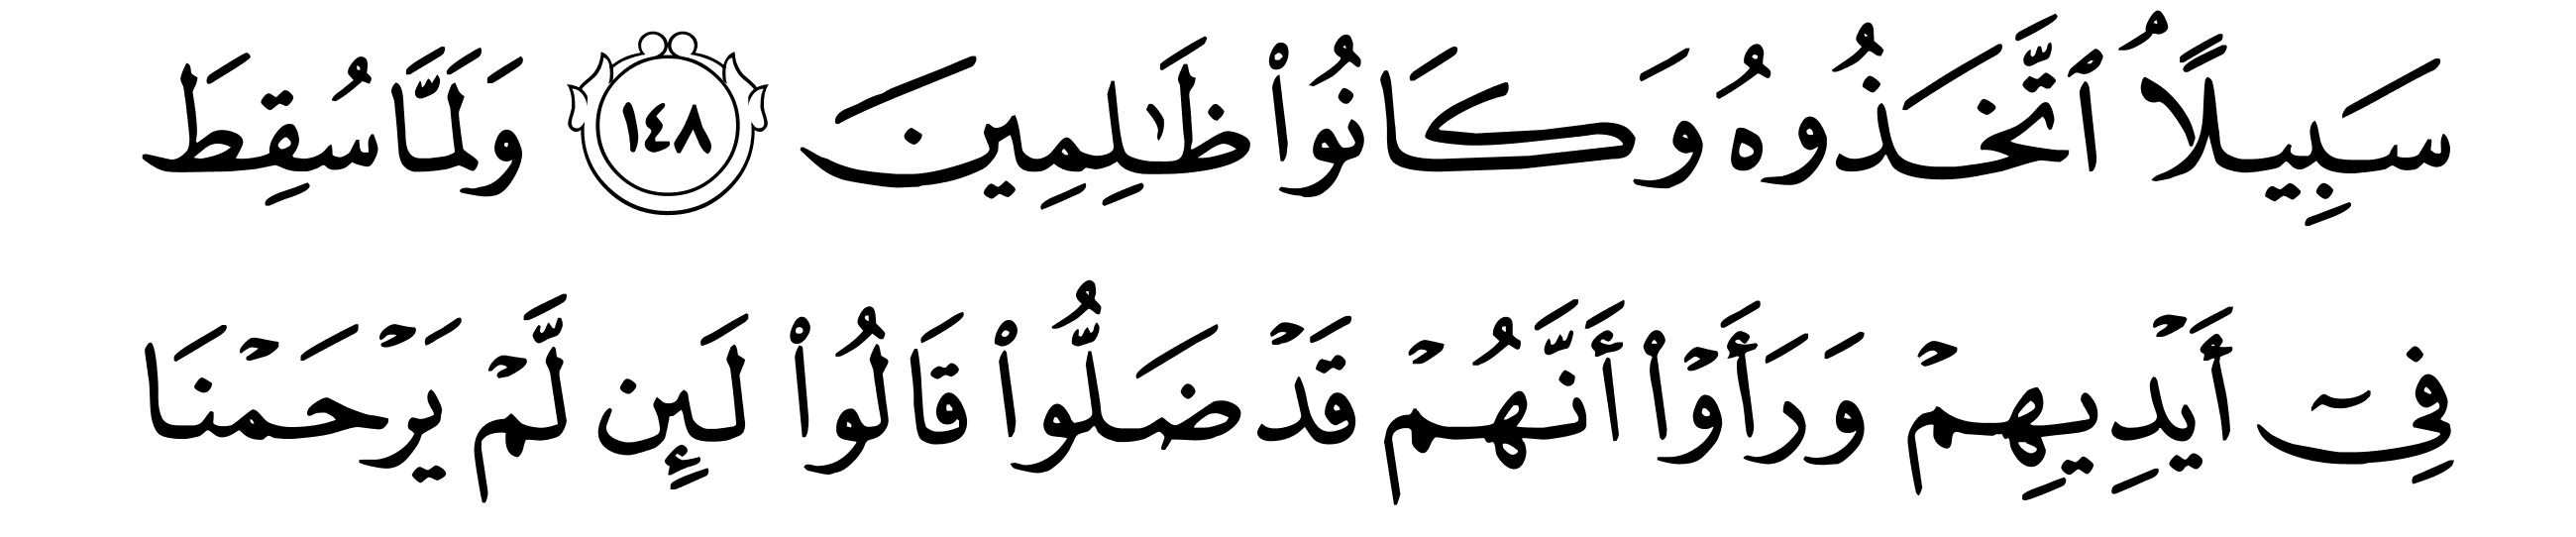 سَبِيلًا ٱتَّخَذُوهُ وَكَانُوا۟ ظَٰلِمِينَ ١٤٨ وَلَمَّا سُقِطَ
فِىٓ أَيْدِيهِمْ وَرَأَوْا۟ أَنَّهُمْ قَدْ ضَلُّوا۟ قَالُوا۟ لَئِن لَّمْ يَرْحَمْنَا